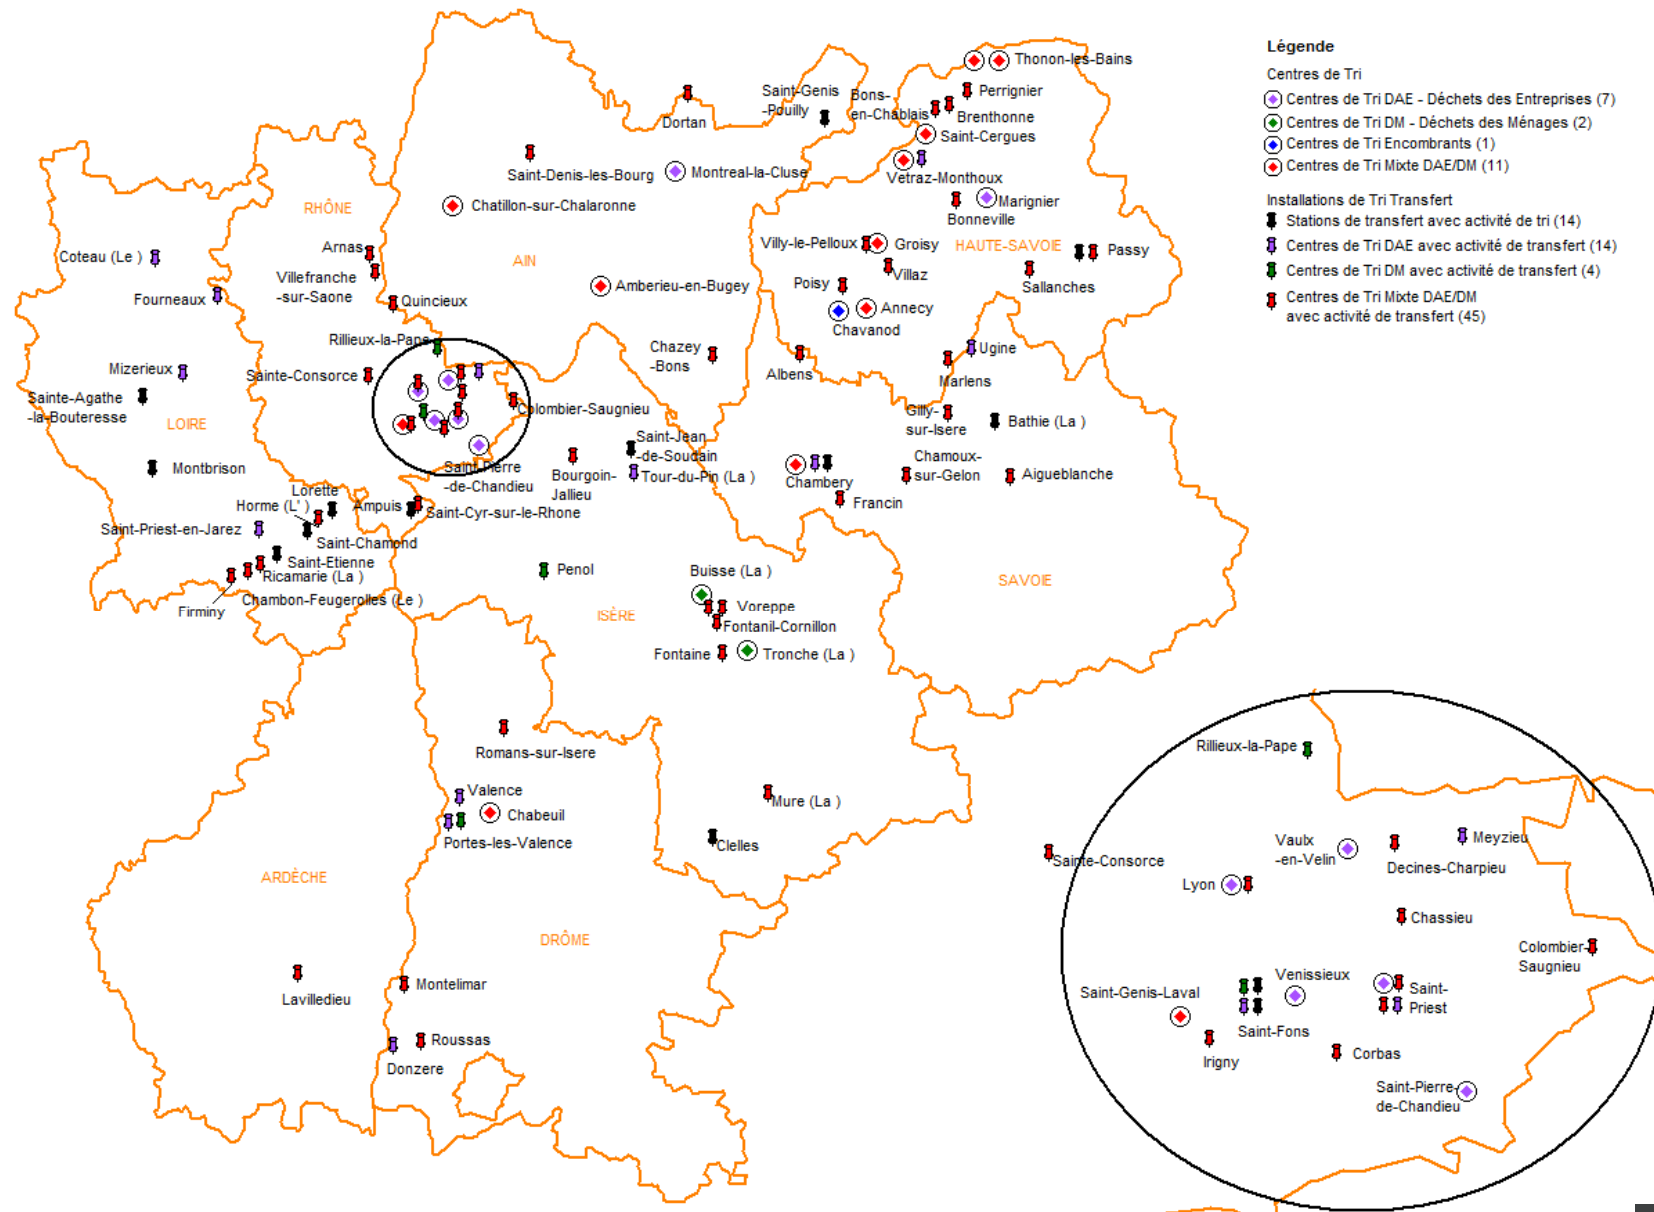 Légende
Centres de Tri
Centres de Tri DAE - Déchets des Entreprises (7)
Centres de Tri DM - Déchets des Ménages (2)
Centres de Tri Encombrants (1)
Centres de Tri Mixte DAE/DM (11)
Installations de Tri Transfert
Stations de transfert avec activité de tri (14)
Centres de Tri DAE avec activité de transfert (14)
Centres de Tri DM avec activité de transfert (4)
Centres de Tri Mixte DAE/DM
avec activité de transfert (45)
Thonon-les-Bains
Saint-Genis
-Pouilly
Bons-
en-Chablais
Perrignier
Brenthonne
Dortan
Saint-Cergues
Saint-Denis-les-Bourg
Montreal-la-Cluse
Vetraz-Monthoux
Marignier
Bonneville
RHÔNE
Chatillon-sur-Chalaronne
Arnas
Villy-le-Pelloux
Groisy
HAUTE-SAVOIE
Passy
Coteau (Le )
AIN
Villaz
Sallanches
Villefranche
-sur-Saone
Fourneaux
Quincieux
Amberieu-en-Bugey
Poisy
Annecy
Chavanod
Rillieux-la-Pape
Chazey
-Bons
Albens
Ugine
Marlens
Mizerieux
Sainte-Consorce
Sainte-Agathe
-la-Bouteresse
LOIRE
Colombier-Saugnieu
Gilly-
sur-Isere
Bathie (La )
Saint-Jean
-de-Soudain
Montbrison
Saint-Pierre
-de-Chandieu
Bourgoin-
Jallieu
Tour-du-Pin (La )
Chambery
Chamoux-
sur-Gelon
Aigueblanche
Francin
Lorette
Horme (L' )
Ampuis
Saint-Cyr-sur-le-Rhone
Saint-Priest-en-Jarez
Saint-Chamond
Saint-Etienne
Ricamarie (La )
Chambon-Feugerolles (Le )
Firminy
Penol
Buisse (La )
SAVOIE
ISÈRE
Voreppe
Fontanil-Cornillon
Fontaine
Tronche (La )
Romans-sur-Isere
Valence
Chabeuil
Portes-les-Valence
Mure (La )
Clelles
ARDÈCHE
DRÔME
Lavilledieu
Montelimar
Roussas
Donzere
Rillieux-la-Pape
Vaulx
-en-Velin
Meyzieu
Decines-Charpieu
Sainte-Consorce
Lyon
Chassieu
Colombier-
Saugnieu
Venissieux
Saint-Genis-Laval
Saint-
Priest
Saint-Fons
Irigny
Corbas
Saint-Pierre-
de-Chandieu